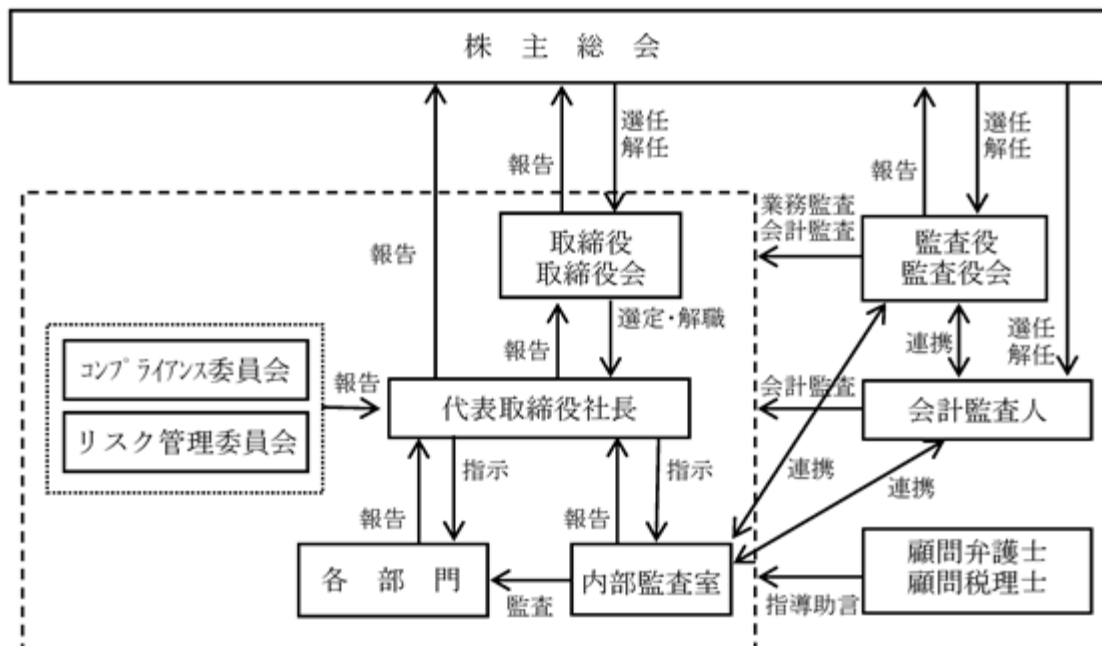 株主総会
選任
解任
選任
解任
報告
報告
業務監査
会計監査
取締役
取締役会
監査役
監査役会
報告
選定・解職
報告
連携
選任
解任
コンプライアンス委員会
報告
会計監査
代表取締役社長
会計監査人
リスク管理委員会
指示
指示
連携
連携
報告
報告
各部門
内部監査室
顧問弁護士
顧問税理士
監査
指導助言